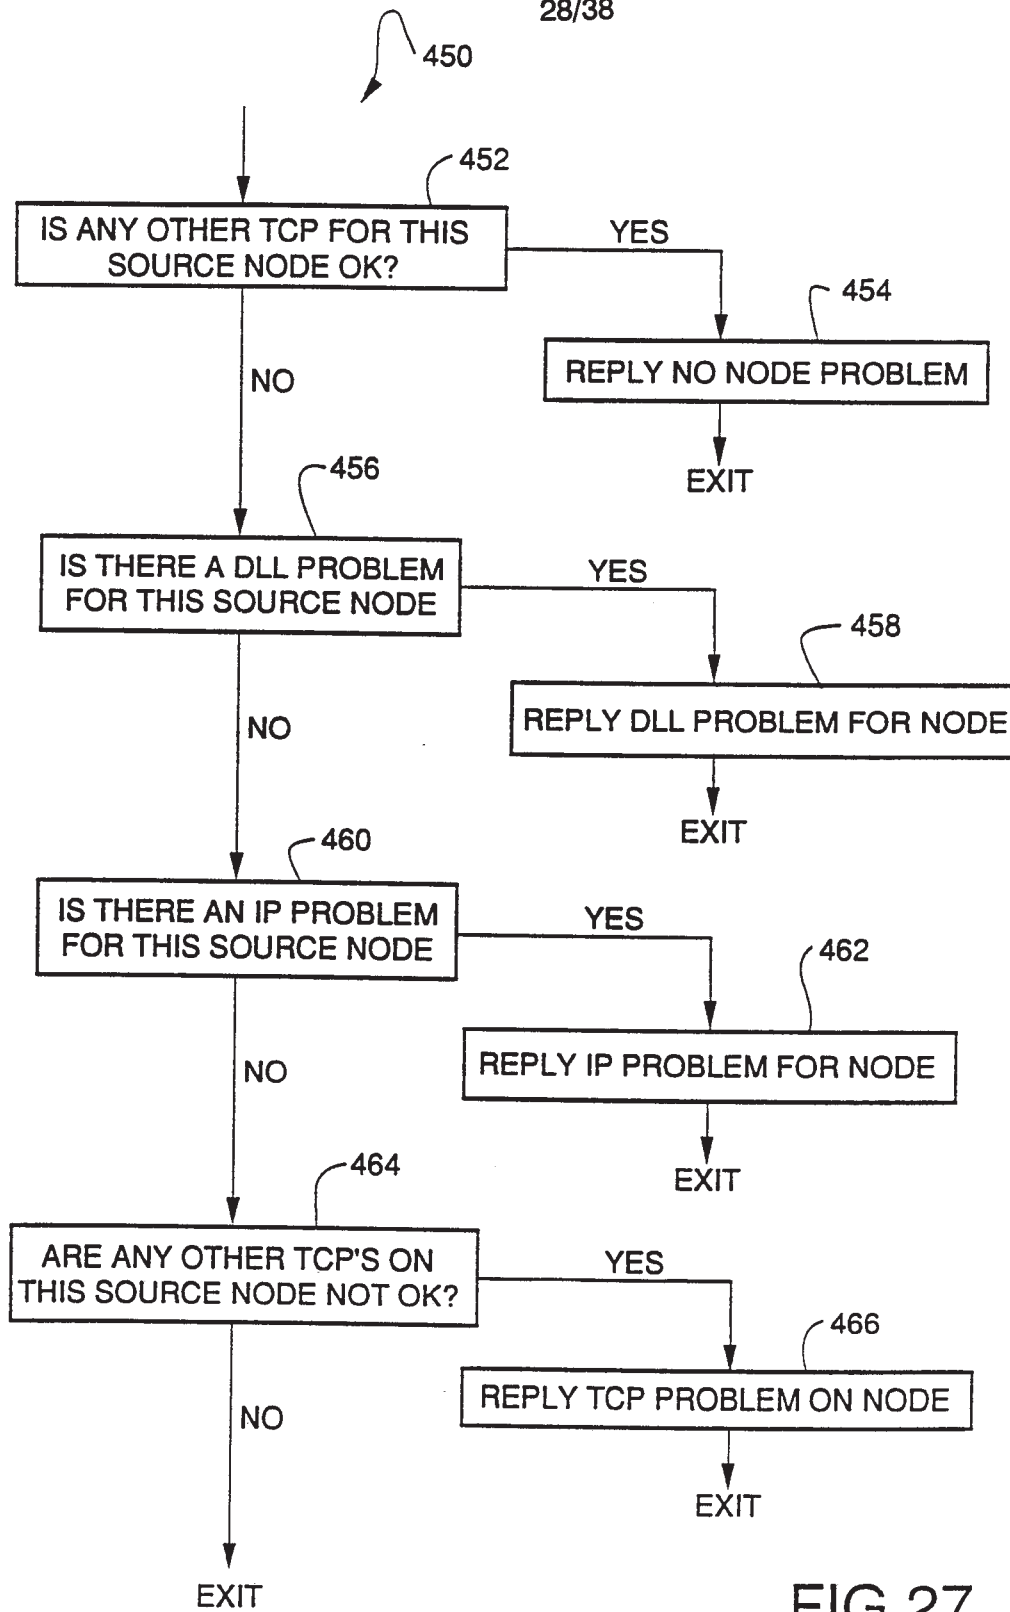 28/38
450
452
IS ANY OTHER TCP FOR THIS
SOURCE NODE OK?
YES
454
REPLY NO NODE PROBLEM
NO
EXIT
456
IS THERE A DLL PROBLEM
FOR THIS SOURCE NODE
YES
458
REPLY DLL PROBLEM FOR NODE
NO
EXIT
460
IS THERE AN IP PROBLEM
FOR THIS SOURCE NODE
YES
462
REPLY IP PROBLEM FOR NODE
NO
EXIT
464
ARE ANY OTHER TCP'S ON
THIS SOURCE NODE NOT OK?
YES
466
REPLY TCP PROBLEM ON NODE
NO
EXIT
EXIT
FIG 27